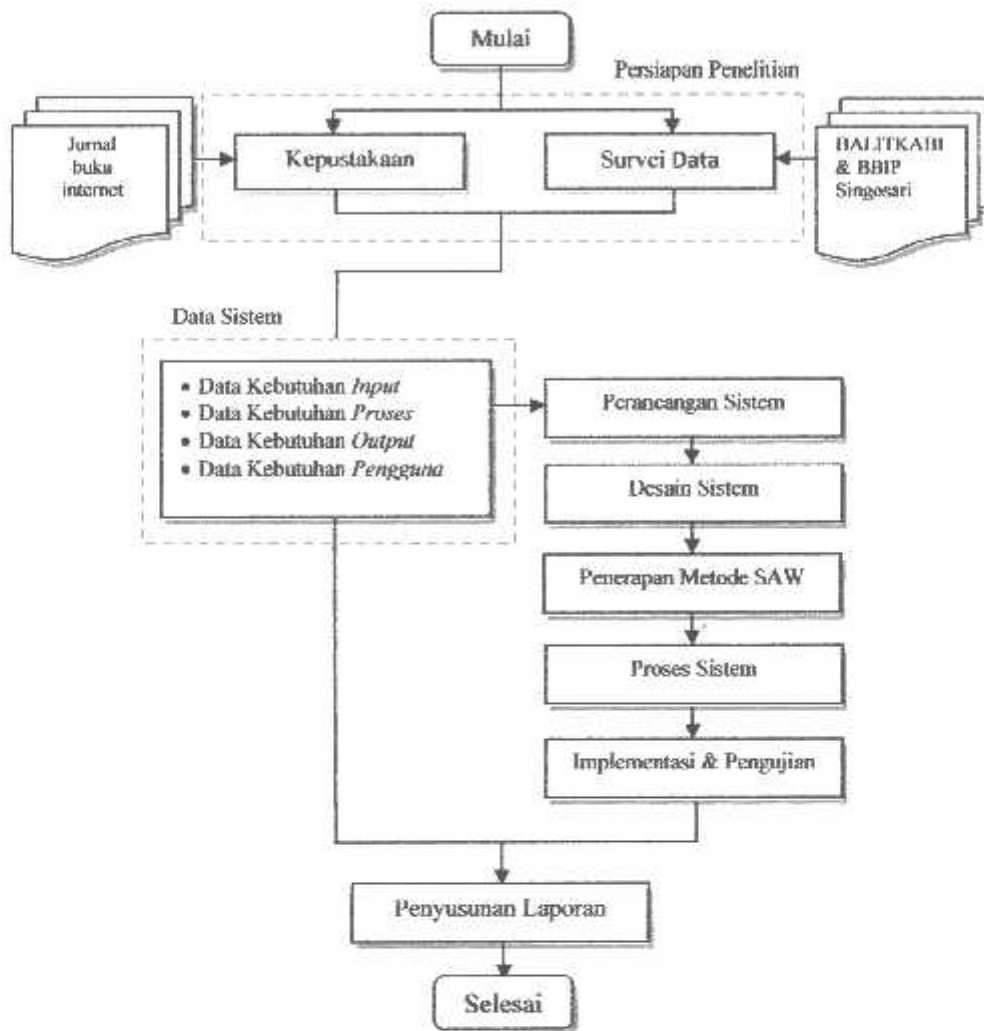 Mulai
Persiapan Penelitian
Jurnal
buku
internet
Kepustakaan
Survei Data
BALITKABI
& BBIP
Singosari
Data Sistem
• Data Kebutuhan Input
• Data Kebutuhan Proses
• Data Kebutuhan Output
• Data Kebutuhan Pengguna
Perancangan Sistem
Desain Sistem
Penerapan Metode SAW
Proses Sistem
Implementasi & Pengujian
Penyusunan Laporan
Selesai